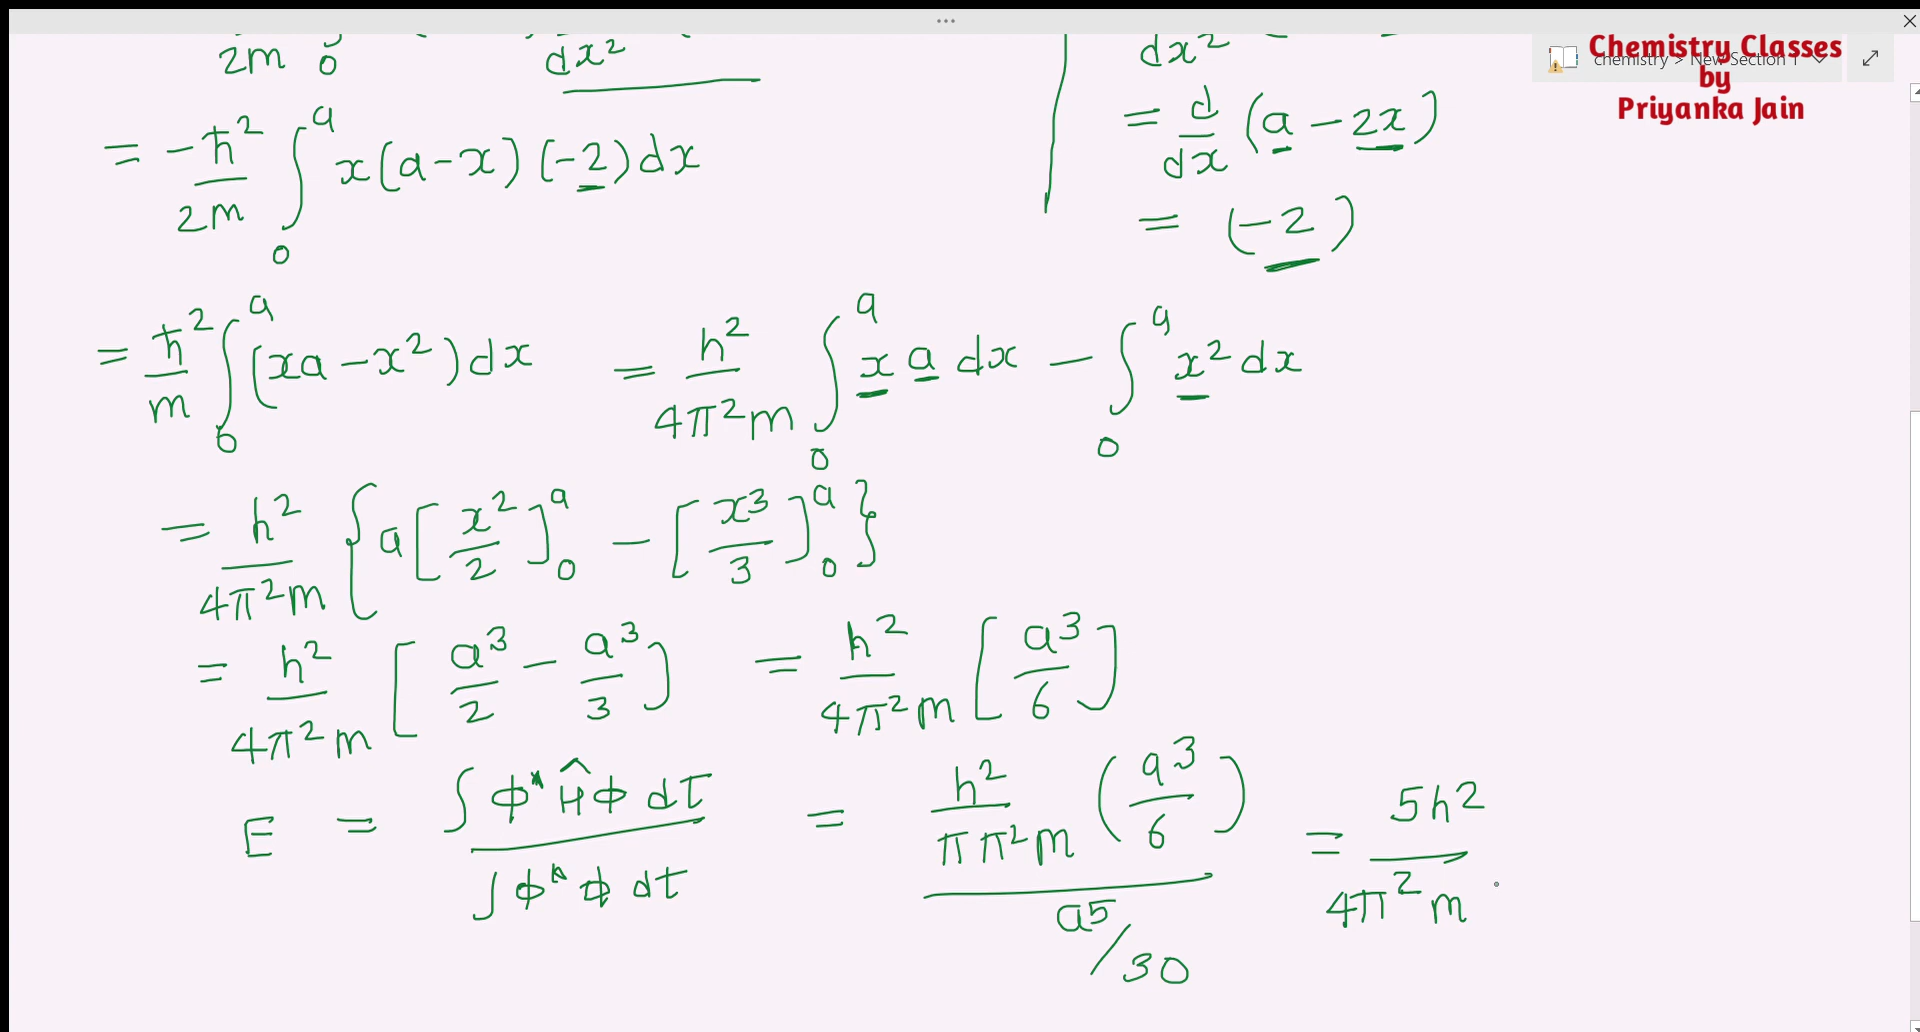 2m 0 dx²
dx²
chemistry > New Section 1
Chemistry Classes
by
Priyanka Jain
= -ħ²/2m ∫₀ᵃ x(a-x)(-2)dx
= d/dx (a-2x)
= (-2)
= ħ²/m ∫₀ᵃ (xa-x²)dx = h²/4π²m ∫₀ᵃ x a dx - ∫₀ᵃ x² dx
= h²/4π²m {a[x²/2]₀ᵃ - [x³/3]₀ᵃ}
= h²/4π²m [a³/2 - a³/3] = h²/4π²m [a³/6]
E = ∫ϕ*Ĥϕ dτ / ∫ϕ*ϕ dτ = h²/ππ²m (a³/6) / a⁵/30 = 5h²/4π²m